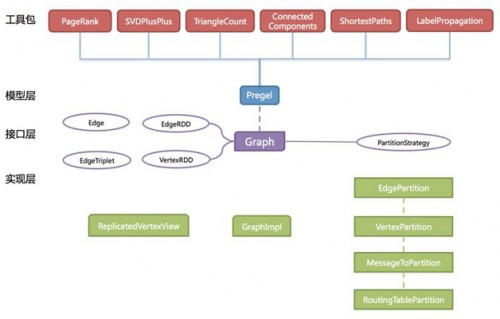 工具包
PageRank
SVDPlusPlus
TriangleCount
Connected
Components
ShortestPaths
LabelPropagation
模型层
Pregel
接口层
Edge
EdgeRDD
Graph
PartitionStrategy
EdgeTriplet
VertexRDD
实现层
EdgePartition
ReplicatedVertexView
GraphImpl
VertexPartition
MessageToPartition
RoutingTablePartition